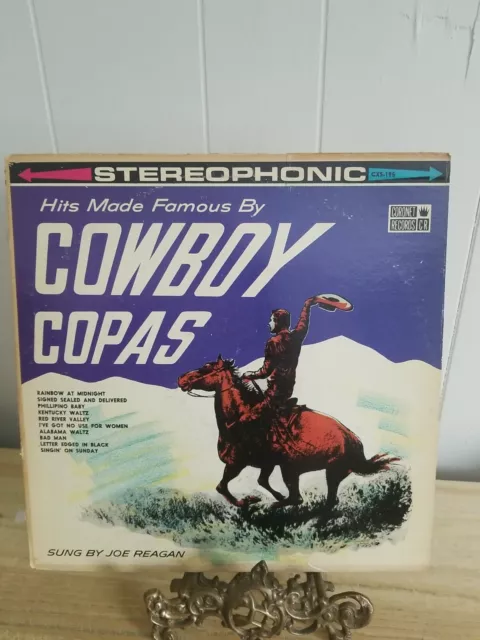 STEREOPHONIC
CXS-195
Hits Made Famous By
CORONET
RECORDS C.R
COWBOY
COPAS
RAINBOW AT MIDNIGHT
SIGNED SEALED AND DELIVERED
PHILLIPINO BABY
KENTUCKY WALTZ
RED RIVER VALLEY
I'VE GOT NO USE FOR WOMEN
ALABAMA WALTZ
BAD MAN
LETTER EDGED IN BLACK
SINGIN' ON SUNDAY
SUNG BY JOE REAGAN